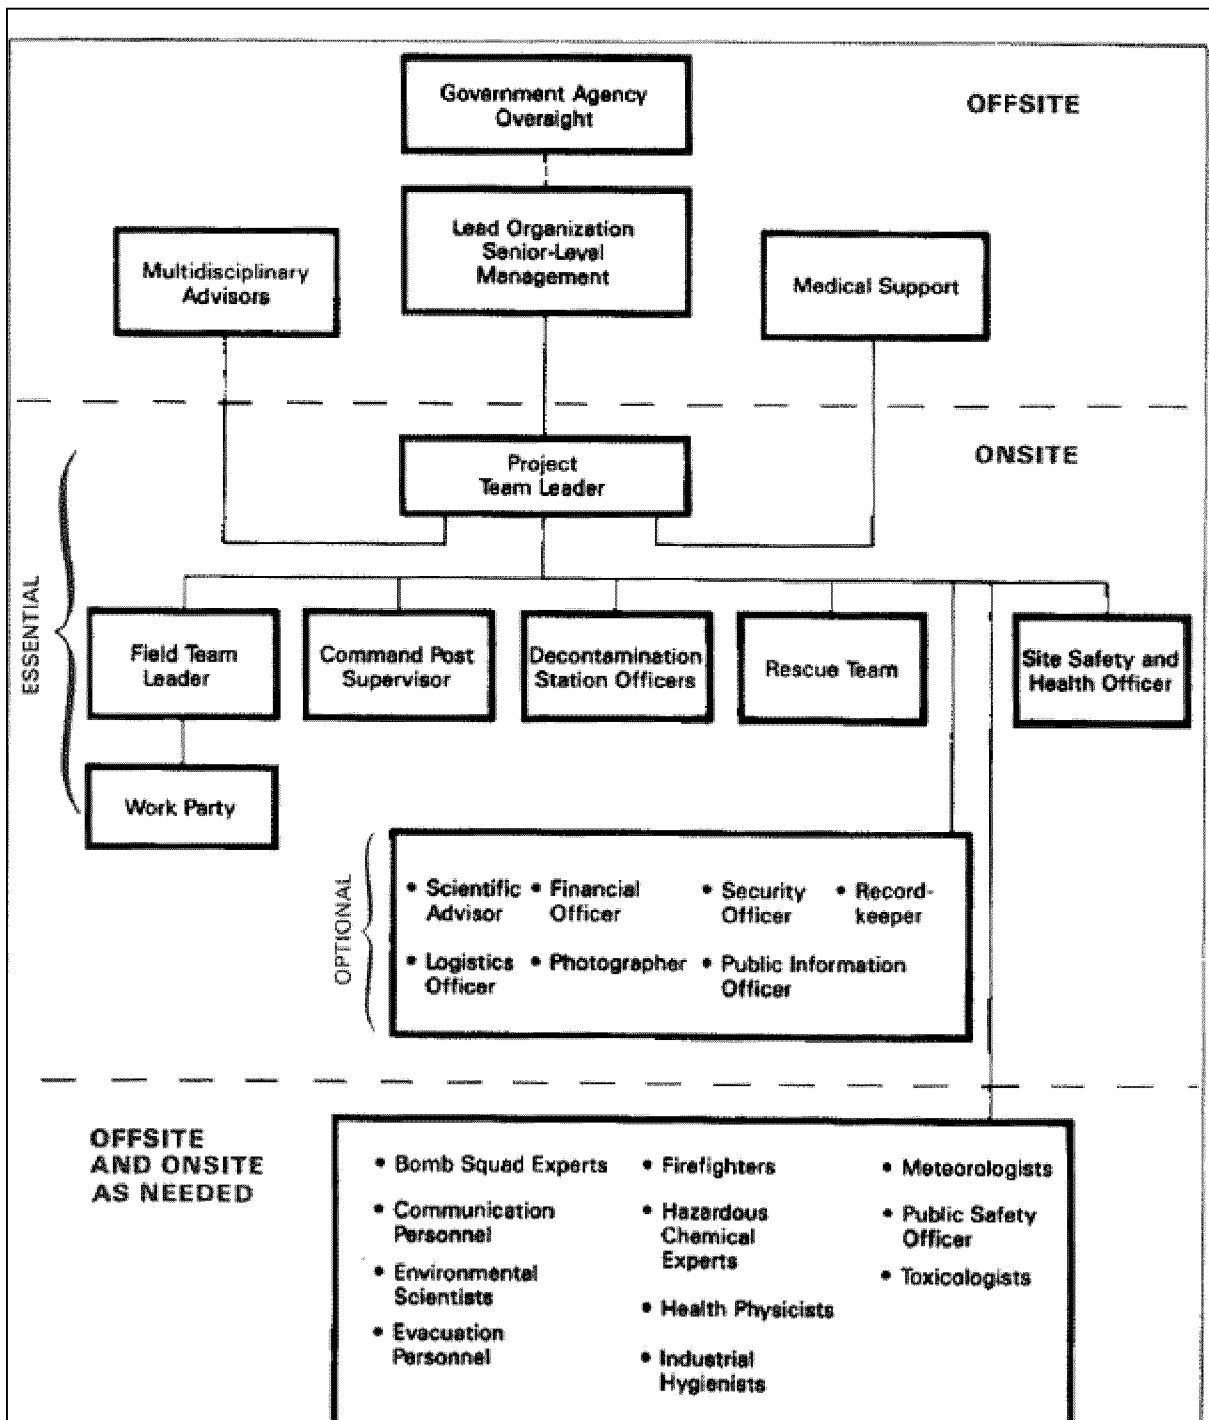 Government Agency
Oversight
OFFSITE
Lead Organization
Senior-Level
Management
Multidisciplinary
Advisors
Medical Support
ONSITE
Project
Team Leader
ESSENTIAL
Field Team
Leader
Command Post
Supervisor
Decontamination
Station Officers
Rescue Team
Site Safety and
Health Officer
Work Party
OPTIONAL
• Scientific
Advisor
• Financial
Officer
• Security
Officer
• Record-
keeper
• Logistics
Officer
• Photographer
• Public Information
Officer
OFFSITE
AND ONSITE
AS NEEDED
• Bomb Squad Experts
• Communication
Personnel
• Environmental
Scientists
• Evacuation
Personnel
• Firefighters
• Hazardous
Chemical
Experts
• Health Physicists
• Industrial
Hygienists
• Meteorologists
• Public Safety
Officer
• Toxicologists